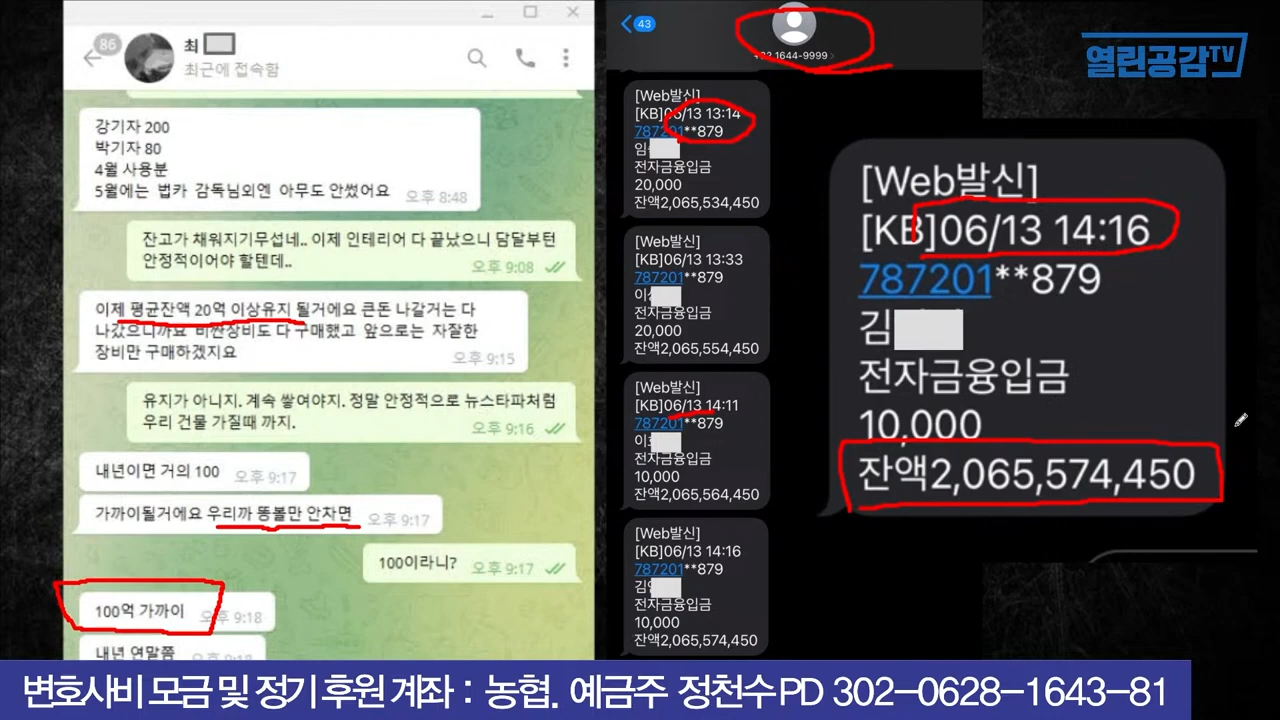 86
최
최근에 접속함
강기자 200
박기자 80
4월 사용분
5월에는 법카 감독님외엔 아무도 안썼어요
오후 8:48
잔고가 채워지기무섭네.. 이제 인테리어 다 끝났으니 담달부턴
안정적이어야 할텐데..
오후 9:08
이제 평균잔액 20억 이상유지 될거에요 큰돈 나갈거는 다
나갔으니까요 비싼장비도 다 구매했고 앞으로는 자잘한
장비만 구매하겠지요
오후 9:15
유지가 아니지. 계속 쌓여야지. 정말 안정적으로 뉴스타파처럼
우리 건물 가질때 까지.
오후 9:16
내년이면 거의 100
오후 9:17
가까이될거에요 우리까 똥볼만 안차면
오후 9:17
100이라니?
오후 9:17
100억 가까이
오후 9:18
내년 연말쯤
43
1644-9999
[Web발신]
[KB]06/13 13:14
787201**879
임
전자금융입금
20,000
잔액2,065,534,450
[Web발신]
[KB]06/13 13:33
787201**879
이
전자금융입금
20,000
잔액2,065,554,450
[Web발신]
[KB]06/13 14:11
787201**879
이
전자금융입금
10,000
잔액2,065,564,450
[Web발신]
[KB]06/13 14:16
787201**879
김
전자금융입금
10,000
잔액2,065,574,450
열린공감TV
[Web발신]
[KB]06/13 14:16
787201**879
김
전자금융입금
10,000
잔액2,065,574,450
변호사비 모금 및 정기 후원 계좌 : 농협. 예금주 정천수PD 302-0628-1643-81